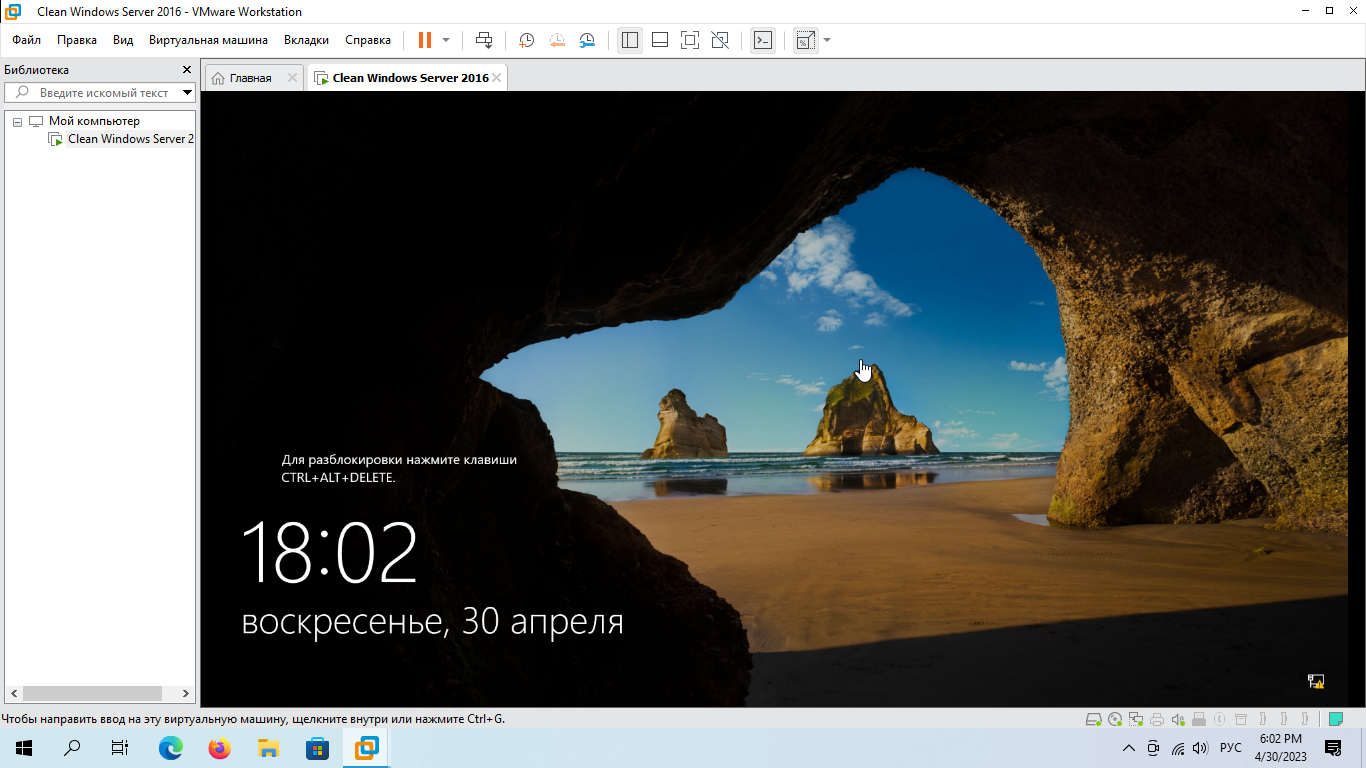 Clean Windows Server 2016 - VMware Workstation
Файл Правка Вид Виртуальная машина Вкладки Справка
Библиотека
Главная
Clean Windows Server 2016
Введите искомый текст
Мой компьютер
Clean Windows Server 2
Для разблокировки нажмите клавиши
CTRL+ALT+DELETE.
18:02
воскресенье, 30 апреля
Чтобы направить ввод на эту виртуальную машину, щелкните внутри или нажмите Ctrl+G.
РУС
6:02 PM
4/30/2023